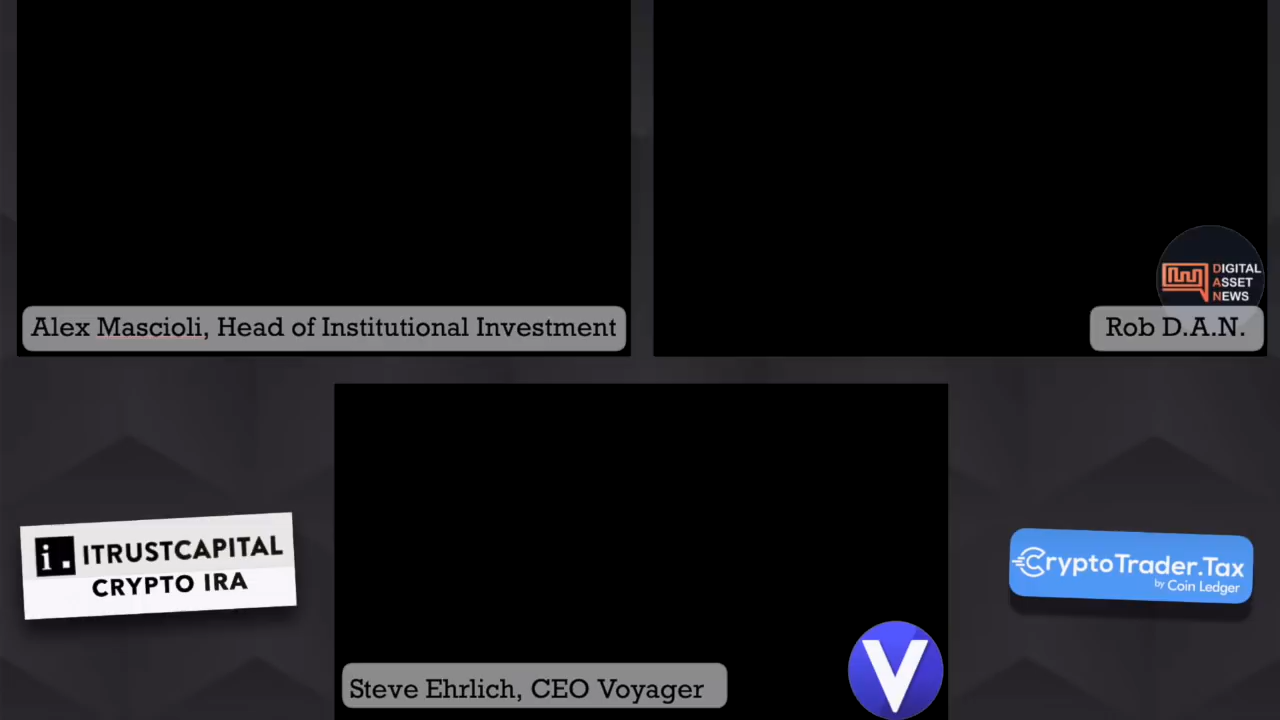 DIGITAL
ASSET
NEWS
Alex Mascioli, Head of Institutional Investment
Rob D.A.N.
i. ITRUSTCAPITAL
CRYPTO IRA
CryptoTrader.Tax
by Coin Ledger
Steve Ehrlich, CEO Voyager
V